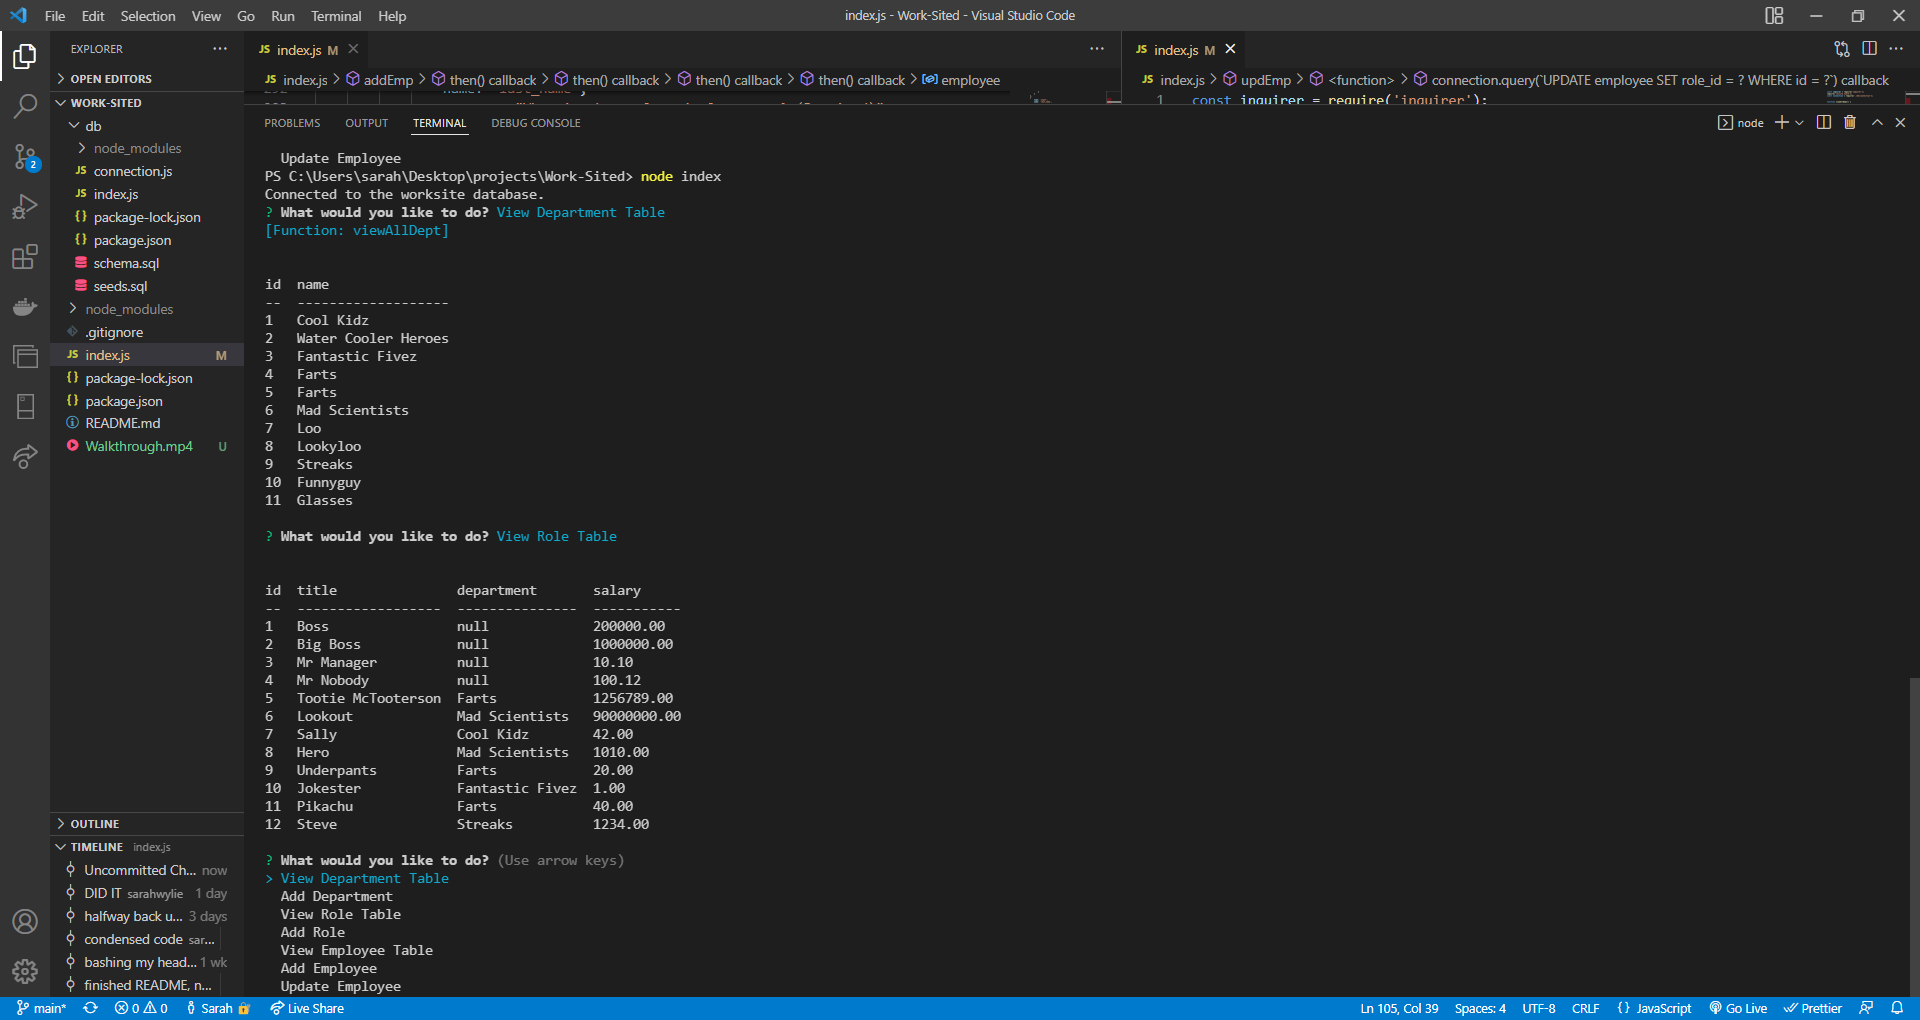 File Edit Selection View Go Run Terminal Help
index.js - Work-Sited - Visual Studio Code
EXPLORER ···
OPEN EDITORS
WORK-SITED
db
node_modules
JS connection.js
JS index.js
{} package-lock.json
{} package.json
schema.sql
seeds.sql
node_modules
.gitignore
JS index.js M
{} package-lock.json
{} package.json
README.md
Walkthrough.mp4 U
OUTLINE
TIMELINE index.js
Uncommitted Ch... now
DID IT sarahwylie 1 day
halfway back u... 3 days
condensed code sar...
bashing my head... 1 wk
finished README, n...
JS index.js M
JS index.js > addEmp > then() callback > then() callback > then() callback > then() callback > employee
JS index.js M
JS index.js > updEmp > <function> > connection.query(`UPDATE employee SET role_id = ? WHERE id = ?`) callback
1 const inquirer = require('inquirer');
PROBLEMS OUTPUT TERMINAL DEBUG CONSOLE
node
Update Employee
PS C:\Users\sarah\Desktop\projects\Work-Sited> node index
Connected to the worksite database.
? What would you like to do? View Department Table
[Function: viewAllDept]
id name
-- -------------------
1 Cool Kidz
2 Water Cooler Heroes
3 Fantastic Fivez
4 Farts
5 Farts
6 Mad Scientists
7 Loo
8 Lookyloo
9 Streaks
10 Funnyguy
11 Glasses
? What would you like to do? View Role Table
id title department salary
-- ------------------ --------------- -----------
1 Boss null 200000.00
2 Big Boss null 1000000.00
3 Mr Manager null 10.10
4 Mr Nobody null 100.12
5 Tootie McTooterson Farts 1256789.00
6 Lookout Mad Scientists 90000000.00
7 Sally Cool Kidz 42.00
8 Hero Mad Scientists 1010.00
9 Underpants Farts 20.00
10 Jokester Fantastic Fivez 1.00
11 Pikachu Farts 40.00
12 Steve Streaks 1234.00
? What would you like to do? (Use arrow keys)
> View Department Table
Add Department
View Role Table
Add Role
View Employee Table
Add Employee
Update Employee
2
main* 0 0 Sarah Live Share
Ln 105, Col 39 Spaces: 4 UTF-8 CRLF {} JavaScript Go Live Prettier